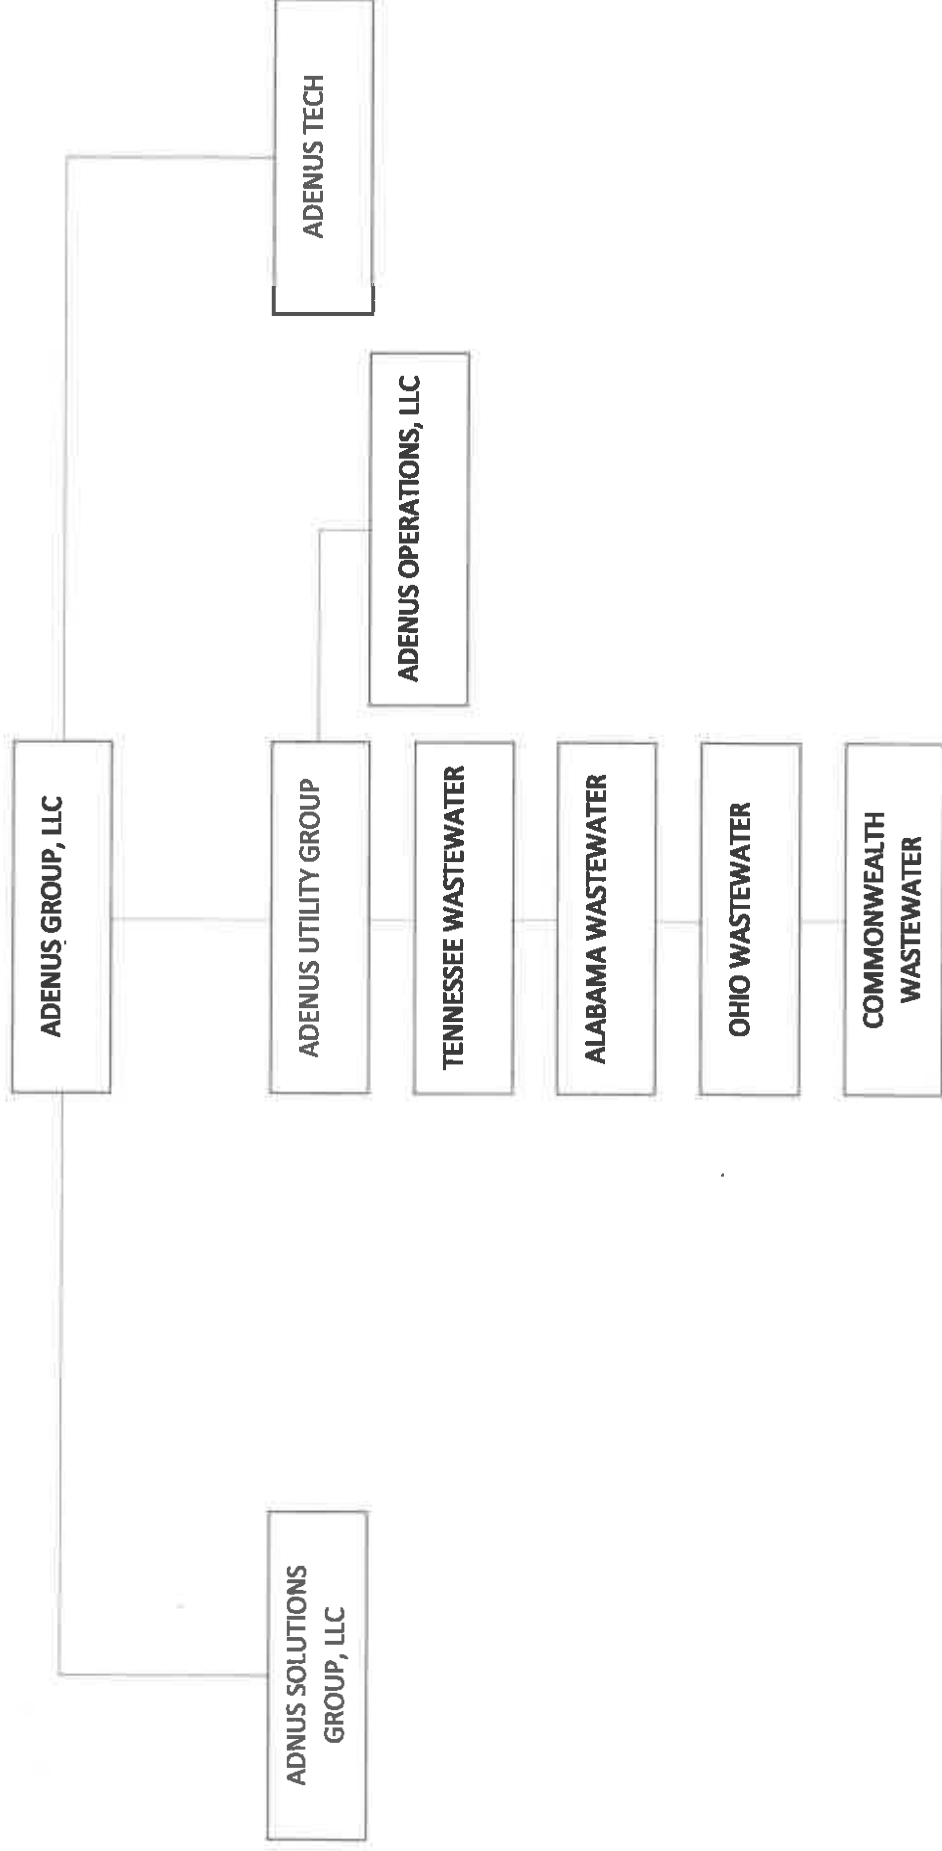 ADENUS GROUP, LLC
ADNUS SOLUTIONS
GROUP, LLC
ADENUS UTILITY GROUP
ADENUS TECH
ADENUS OPERATIONS, LLC
TENNESSEE WASTEWATER
ALABAMA WASTEWATER
OHIO WASTEWATER
COMMONWEALTH
WASTEWATER